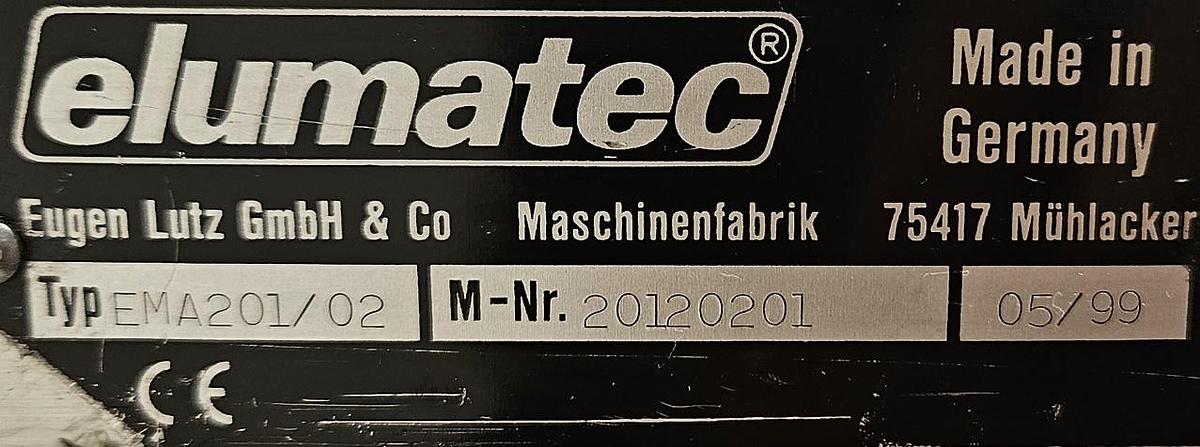 elumatec®
Made in
Germany
Eugen Lutz GmbH & Co Maschinenfabrik 75417 Mühlacker
Typ EMA201/02 M-Nr. 20120201 05/99
CE